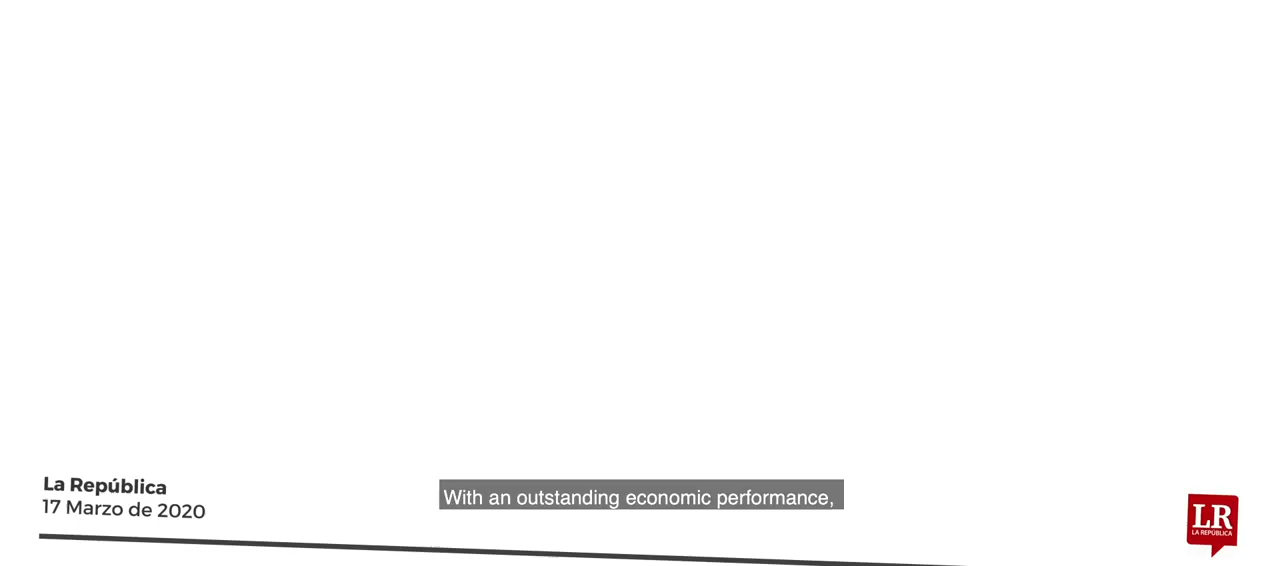 La República
17 Marzo de 2020
With an outstanding economic performance,
LR
LA REPÚBLICA